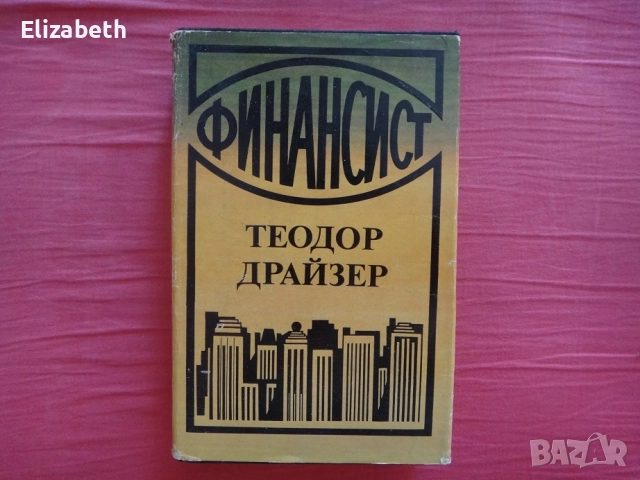 Elizabeth
ФИНАНСИСТ
ТЕОДОР
ДРАЙЗЕР
BAZAR